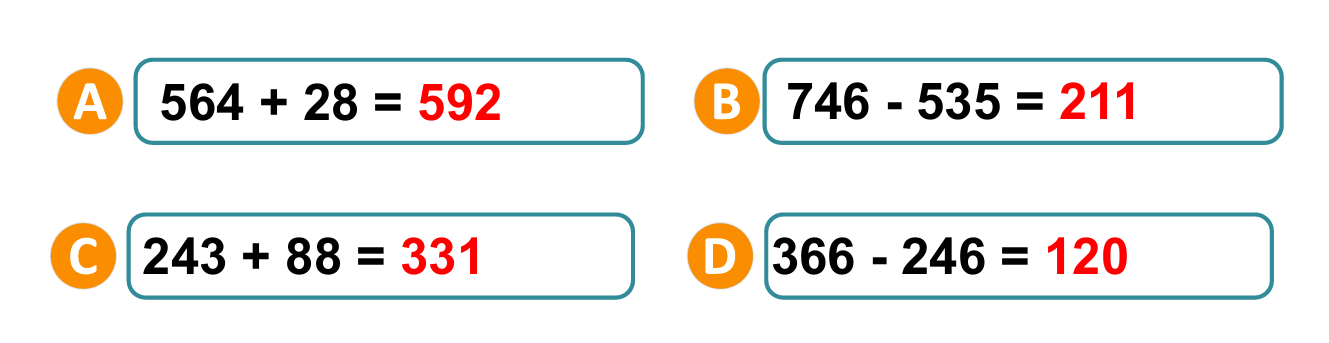 A 564 + 28 = 592
B 746 - 535 = 211
C 243 + 88 = 331
D 366 - 246 = 120